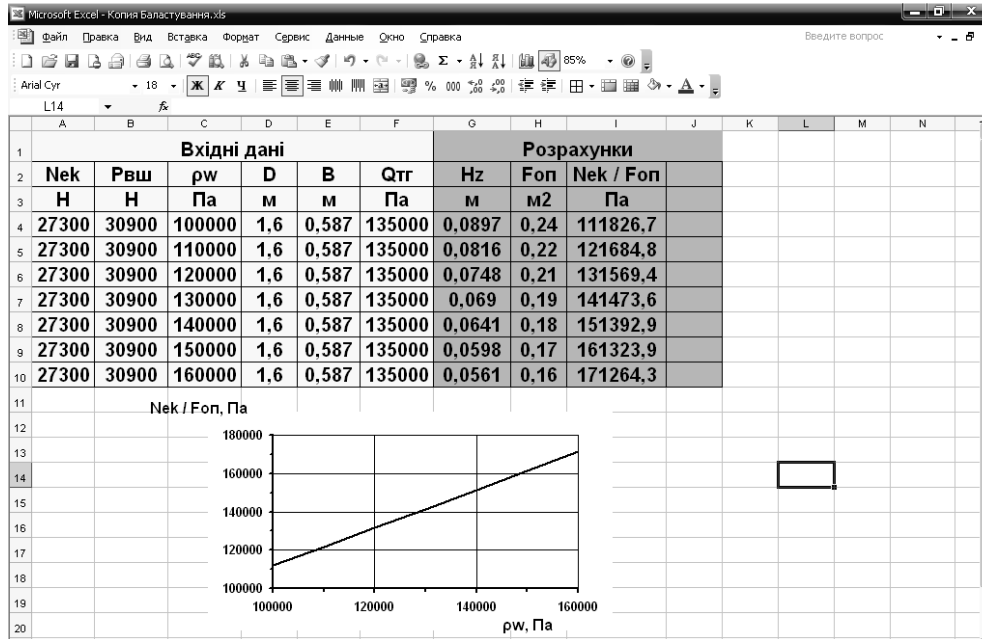 Microsoft Excel - Копия Баластування.xls
Файл Правка Вид Вставка Формат Сервис Данные Окно Справка Введите вопрос
85%
Arial Cyr 18 Ж К Ч % 000
L14 fx
A B C D E F G H I J K L M N
1 Вхідні дані Розрахунки
2 Nek Рвш ρw D B Qтг Hz Fоп Nek / Fоп
3 Н Н Па м м Па м м2 Па
4 27300 30900 100000 1,6 0,587 135000 0,0897 0,24 111826,7
5 27300 30900 110000 1,6 0,587 135000 0,0816 0,22 121684,8
6 27300 30900 120000 1,6 0,587 135000 0,0748 0,21 131569,4
7 27300 30900 130000 1,6 0,587 135000 0,069 0,19 141473,6
8 27300 30900 140000 1,6 0,587 135000 0,0641 0,18 151392,9
9 27300 30900 150000 1,6 0,587 135000 0,0598 0,17 161323,9
10 27300 30900 160000 1,6 0,587 135000 0,0561 0,16 171264,3
11 Nek / Fоп, Па
12
180000
13
160000
14
15
140000
16
17
120000
18
100000
19
100000 120000 140000 160000
20 ρw, Па